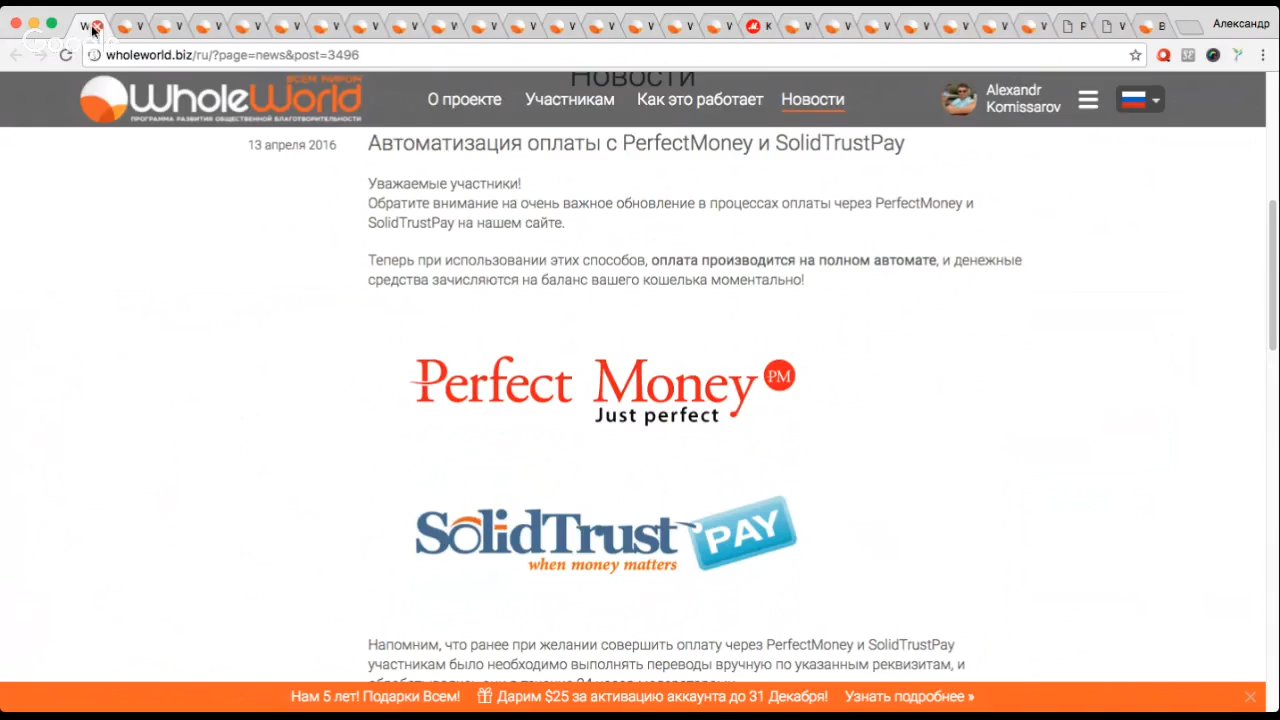 Александр
Google
wholeworld.biz/ru/?page=news&post=3496
Новости
ВСЕМ МИРОМ
WholeWorld
ПРОГРАММА РАЗВИТИЯ ОБЩЕСТВЕННОЙ БЛАГОТВОРИТЕЛЬНОСТИ
О проекте Участникам Как это работает Новости
Alexandr
Komissarov
13 апреля 2016
Автоматизация оплаты с PerfectMoney и SolidTrustPay
Уважаемые участники!
Обратите внимание на очень важное обновление в процессах оплаты через PerfectMoney и
SolidTrustPay на нашем сайте.
Теперь при использовании этих способов, оплата производится на полном автомате, и денежные
средства зачисляются на баланс вашего кошелька моментально!
Perfect Money PM
Just perfect
SolidTrust PAY
when money matters
Напомним, что ранее при желании совершить оплату через PerfectMoney и SolidTrustPay
участникам было необходимо выполнять переводы вручную по указанным реквизитам, и
Нам 5 лет! Подарки Всем! Дарим $25 за активацию аккаунта до 31 Декабря! Узнать подробнее »